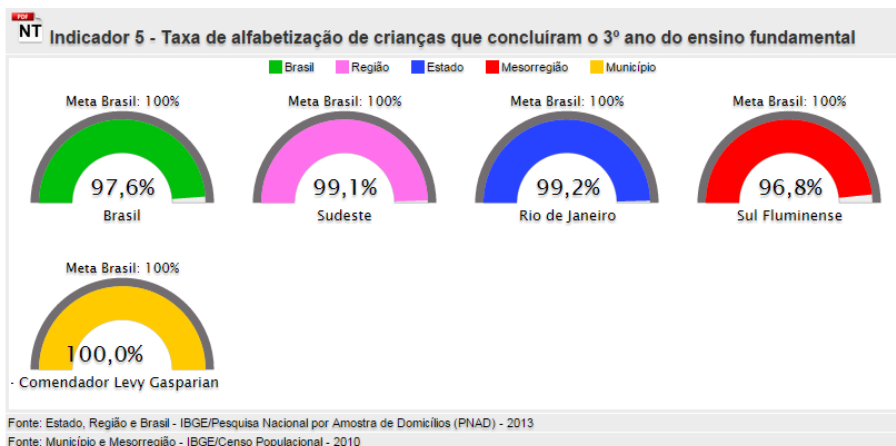 PDF
NT
Indicador 5 - Taxa de alfabetização de crianças que concluíram o 3º ano do ensino fundamental
Brasil Região Estado Mesorregião Município
Meta Brasil: 100% Meta Brasil: 100% Meta Brasil: 100% Meta Brasil: 100%
97,6% 99,1% 99,2% 96,8%
Brasil Sudeste Rio de Janeiro Sul Fluminense
Meta Brasil: 100%
100,0%
- Comendador Levy Gasparian
Fonte: Estado, Região e Brasil - IBGE/Pesquisa Nacional por Amostra de Domicílios (PNAD) - 2013
Fonte: Município e Mesorregião - IBGE/Censo Populacional - 2010